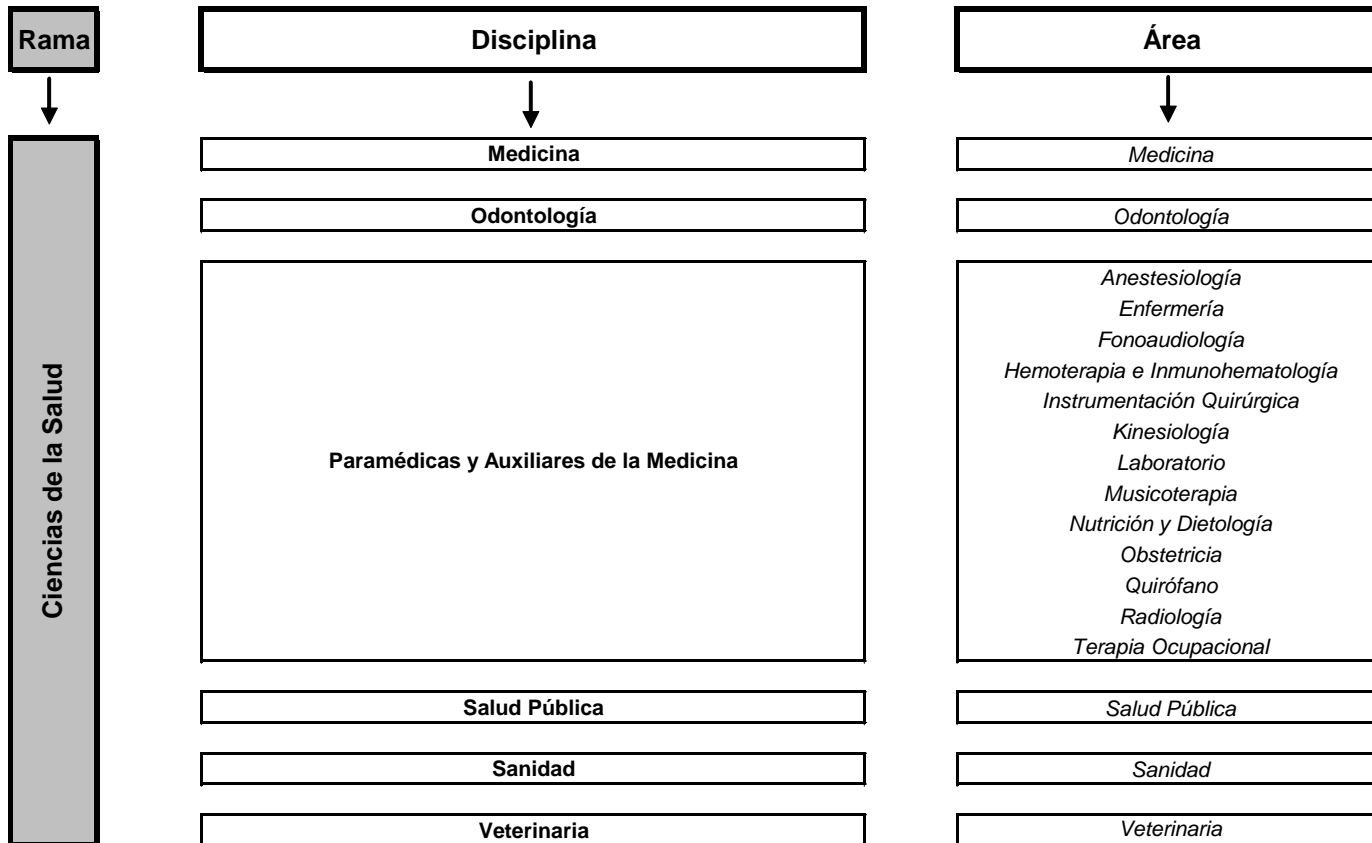 Rama
Disciplina
Área
Ciencias de la Salud
Medicina
Medicina
Odontología
Odontología
Paramédicas y Auxiliares de la Medicina
Anestesiología
Enfermería
Fonoaudiología
Hemoterapia e Inmunohematología
Instrumentación Quirúrgica
Kinesiología
Laboratorio
Musicoterapia
Nutrición y Dietología
Obstetricia
Quirófano
Radiología
Terapia Ocupacional
Salud Pública
Salud Pública
Sanidad
Sanidad
Veterinaria
Veterinaria